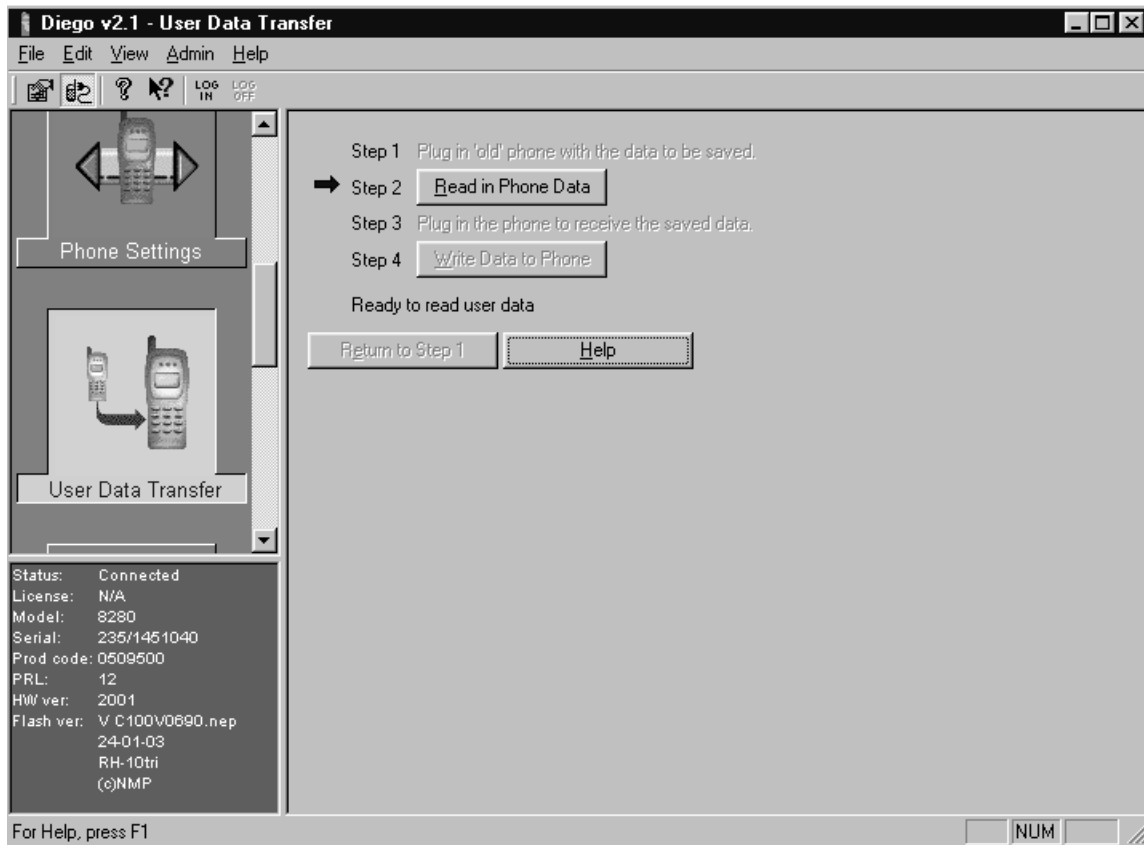 Diego v2.1 - User Data Transfer
File Edit View Admin Help
LOG IN LOG OFF
Phone Settings
User Data Transfer
Step 1 Plug in 'old' phone with the data to be saved.
Step 2 Read in Phone Data
Step 3 Plug in the phone to receive the saved data.
Step 4 Write Data to Phone
Ready to read user data
Return to Step 1 Help
Status: Connected
License: N/A
Model: 8280
Serial: 235/1451040
Prod code: 0509500
PRL: 12
HW ver: 2001
Flash ver: V C100V0690.nep
24-01-03
RH-10tri
(c)NMP
For Help, press F1 NUM